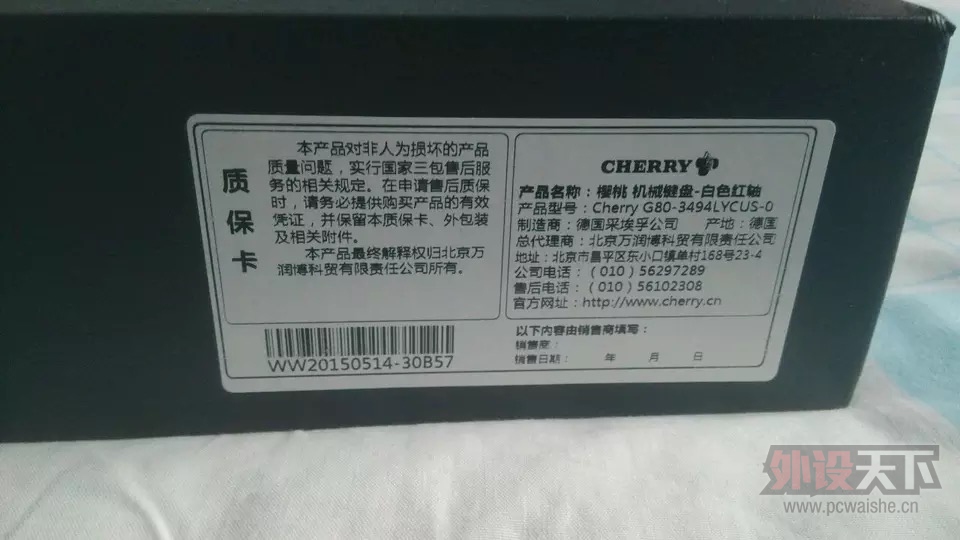 质保卡
本产品对非人为损坏的产品
质量问题，实行国家三包售后服
务的相关规定。在申请售后质保
时，请务必提供购买产品的有效
凭证，并保留本质保卡、外包装
及相关附件。
本产品最终解释权归北京万
润博科贸有限责任公司所有。
WW20150514-30B57
CHERRY
产品名称：樱桃 机械键盘-白色红轴
产品型号：Cherry G80-3494LYCUS-0
制造商：德国采埃孚公司 产地：德国
总代理商：北京万润博科贸有限责任公司
地址：北京市昌平区东小口镇单村168号23-4
公司电话：（010）56297289
售后电话：（010）56102308
官方网址：http://www.cherry.cn
以下内容由销售商填写：
销售商：
销售日期： 年 月 日
外设天下
www.pcwaishe.cn